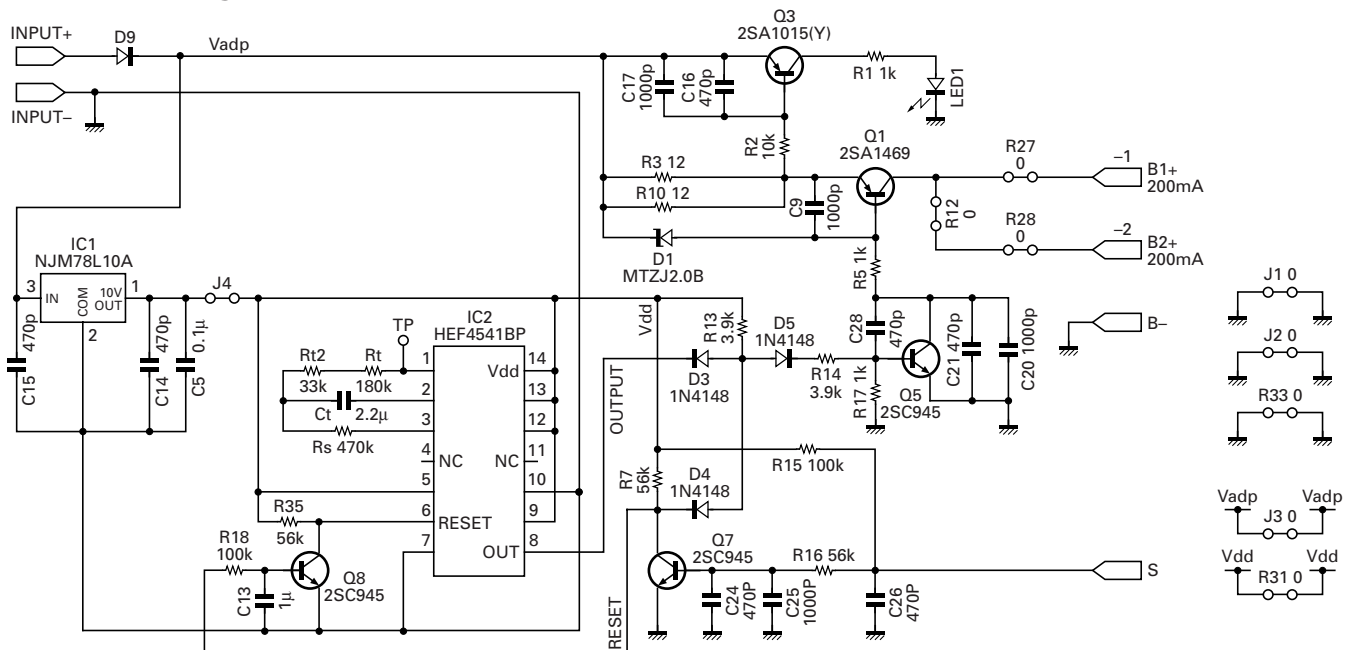 INPUT+
D9
Vadp
INPUT–
Q3
2SA1015(Y)
C17
1000p
C16
470p
R1 1k
LED1
R2
10k
Q1
2SA1469
R3 12
R10 12
C9
1000p
D1
MTZJ2.0B
R5 1k
R27
0
–1
B1+
200mA
R12
0
R28
0
–2
B2+
200mA
IC1
NJM78L10A
3
IN
COM
10V
OUT
1
2
J4
470p
C15
470p
C14
0.1µ
C5
TP
IC2
HEF4541BP
Rt2
33k
Rt
180k
Ct
2.2µ
Rs 470k
1
2
3
4
NC
5
6
RESET
7
14
Vdd
13
12
11
NC
10
9
8
OUT
R35
56k
R18
100k
C13
1µ
Q8
2SC945
OUTPUT
Vdd
R13
3.9k
D3
1N4148
D5
1N4148
R14
3.9k
C28
470p
R17 1k
Q5
2SC945
C21 470p
C20 1000p
B–
R7
56k
D4
1N4148
R15 100k
Q7
2SC945
R16 56k
C24
470P
C25
1000P
C26
470P
RESET
S
J1 0
J2 0
R33 0
Vadp
Vadp
J3 0
Vdd
Vdd
R31 0